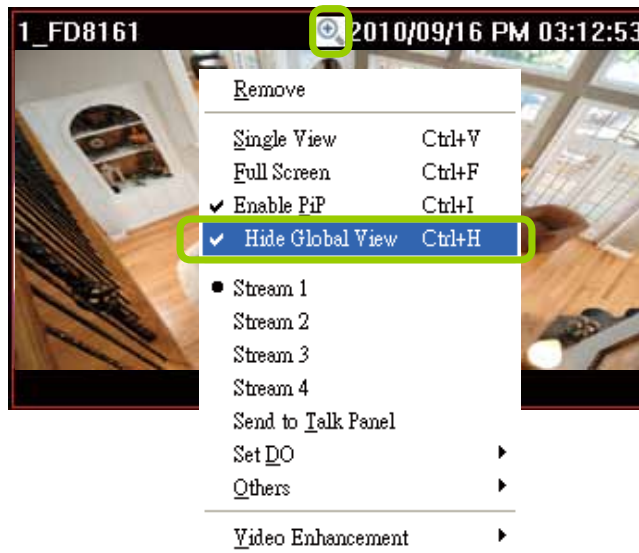 1_FD8161 2010/09/16 PM 03:12:53
Remove
Single View Ctrl+V
Full Screen Ctrl+F
Enable PiP Ctrl+I
Hide Global View Ctrl+H
Stream 1
Stream 2
Stream 3
Stream 4
Send to Talk Panel
Set DO
Others
Video Enhancement